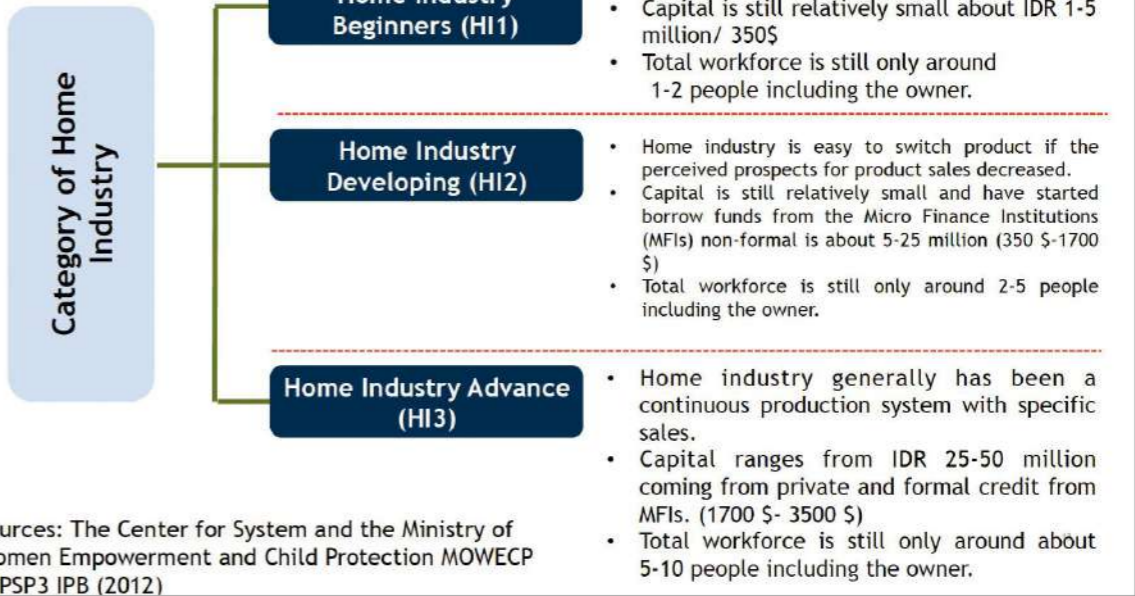 Category of Home
Industry
Beginners (HI1)
• Capital is still relatively small about IDR 1-5
million/ 350$
• Total workforce is still only around
1-2 people including the owner.
Home Industry
Developing (HI2)
• Home industry is easy to switch product if the
perceived prospects for product sales decreased.
• Capital is still relatively small and have started
borrow funds from the Micro Finance Institutions
(MFIs) non-formal is about 5-25 million (350 $-1700
$)
• Total workforce is still only around 2-5 people
including the owner.
Home Industry Advance
(HI3)
• Home industry generally has been a
continuous production system with specific
sales.
• Capital ranges from IDR 25-50 million
coming from private and formal credit from
MFIs. (1700 $- 3500 $)
• Total workforce is still only around about
5-10 people including the owner.
urces: The Center for System and the Ministry of
omen Empowerment and Child Protection MOWECP
PSP3 IPB (2012)